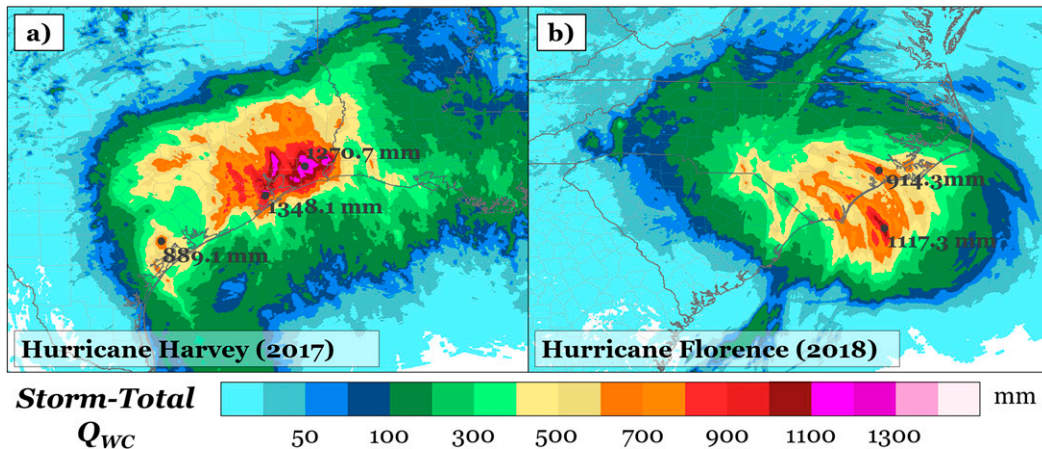 a)
1270.7 mm
1348.1 mm
889.1 mm
Hurricane Harvey (2017)
b)
914.3mm
1117.3 mm
Hurricane Florence (2018)
Storm-Total
QWC
mm
50 100 300 500 700 900 1100 1300